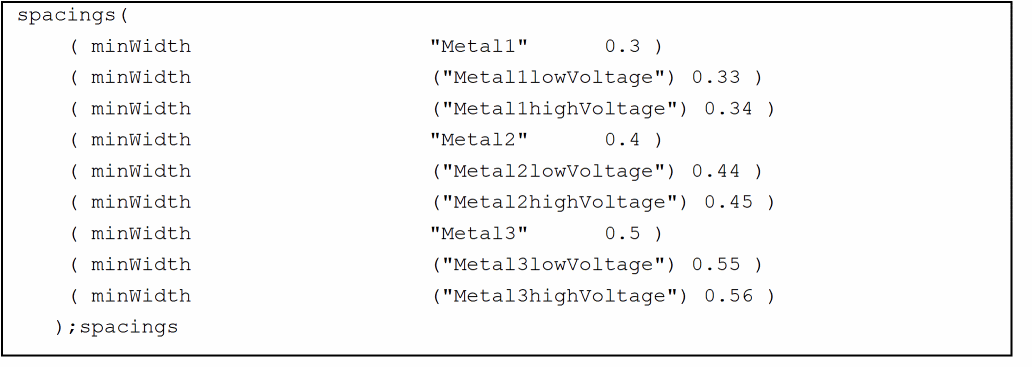 spacings(
( minWidth "Metal1" 0.3 )
( minWidth ("Metal1lowVoltage") 0.33 )
( minWidth ("Metal1highVoltage") 0.34 )
( minWidth "Metal2" 0.4 )
( minWidth ("Metal2lowVoltage") 0.44 )
( minWidth ("Metal2highVoltage") 0.45 )
( minWidth "Metal3" 0.5 )
( minWidth ("Metal3lowVoltage") 0.55 )
( minWidth ("Metal3highVoltage") 0.56 )
);spacings